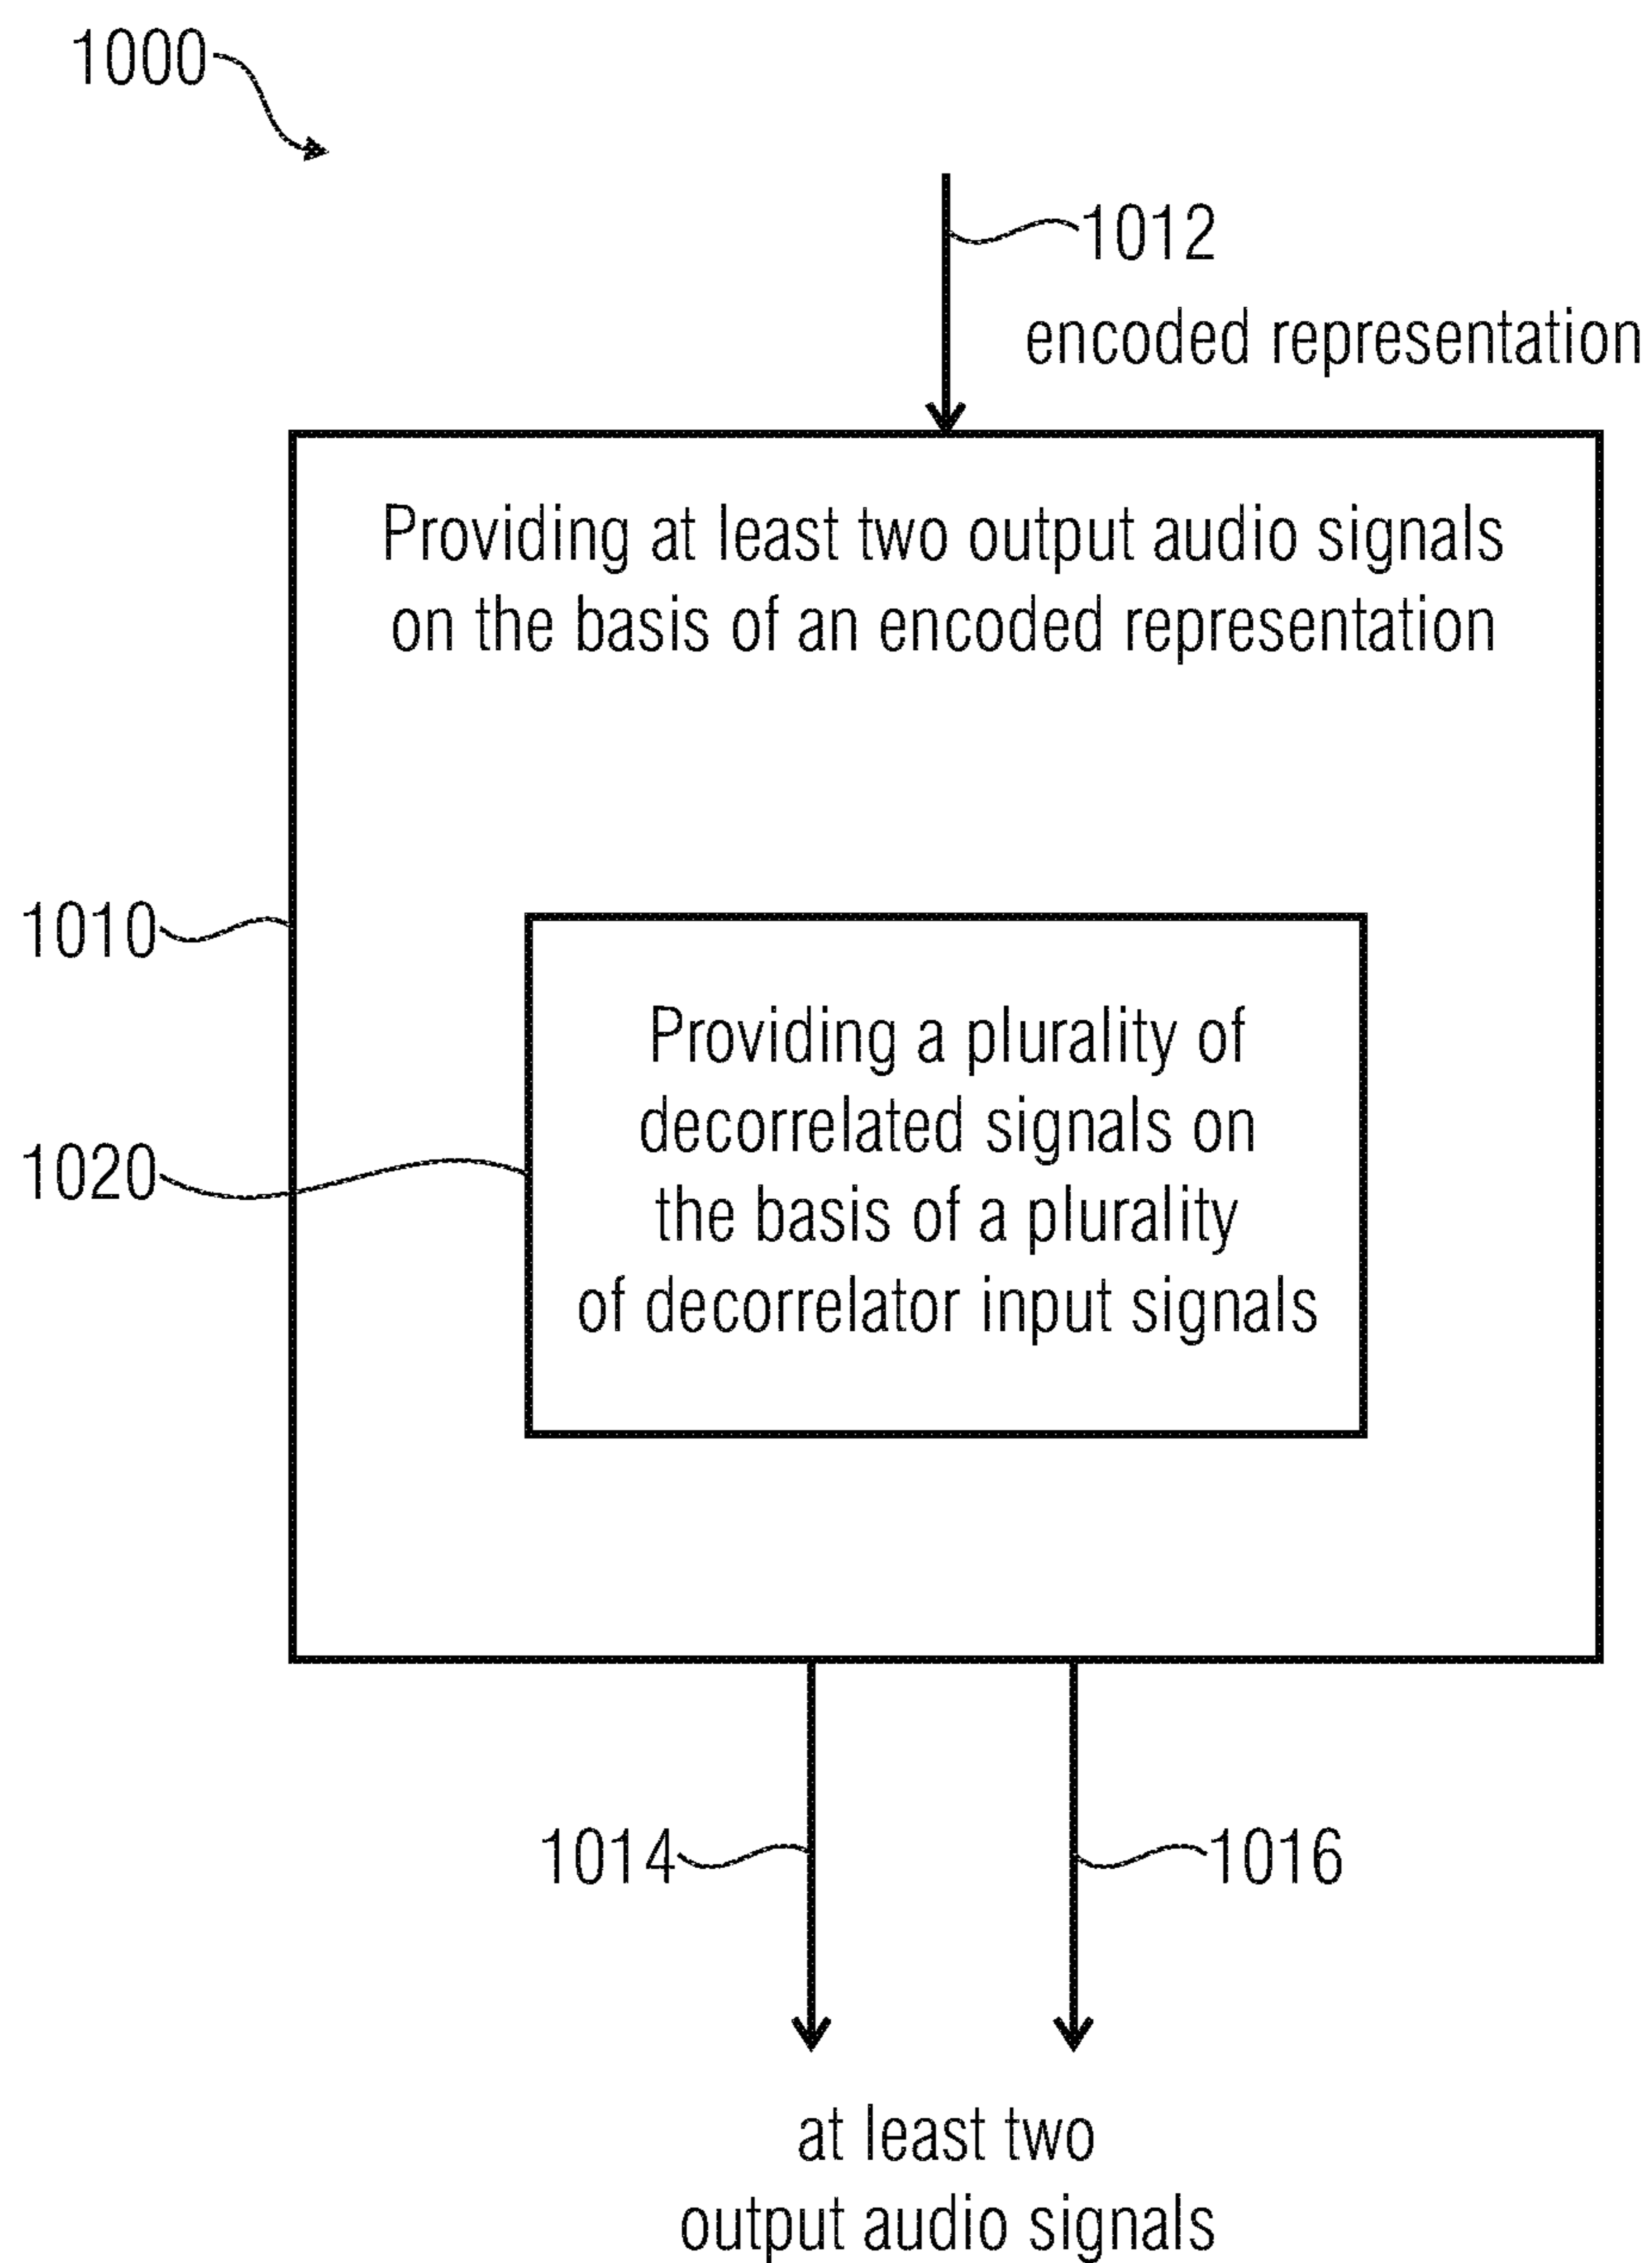 1000
1012
encoded representation
Providing at least two output audio signals
on the basis of an encoded representation
1010
Providing a plurality of
decorrelated signals on
the basis of a plurality
of decorrelator input signals
1020
1014
1016
at least two
output audio signals